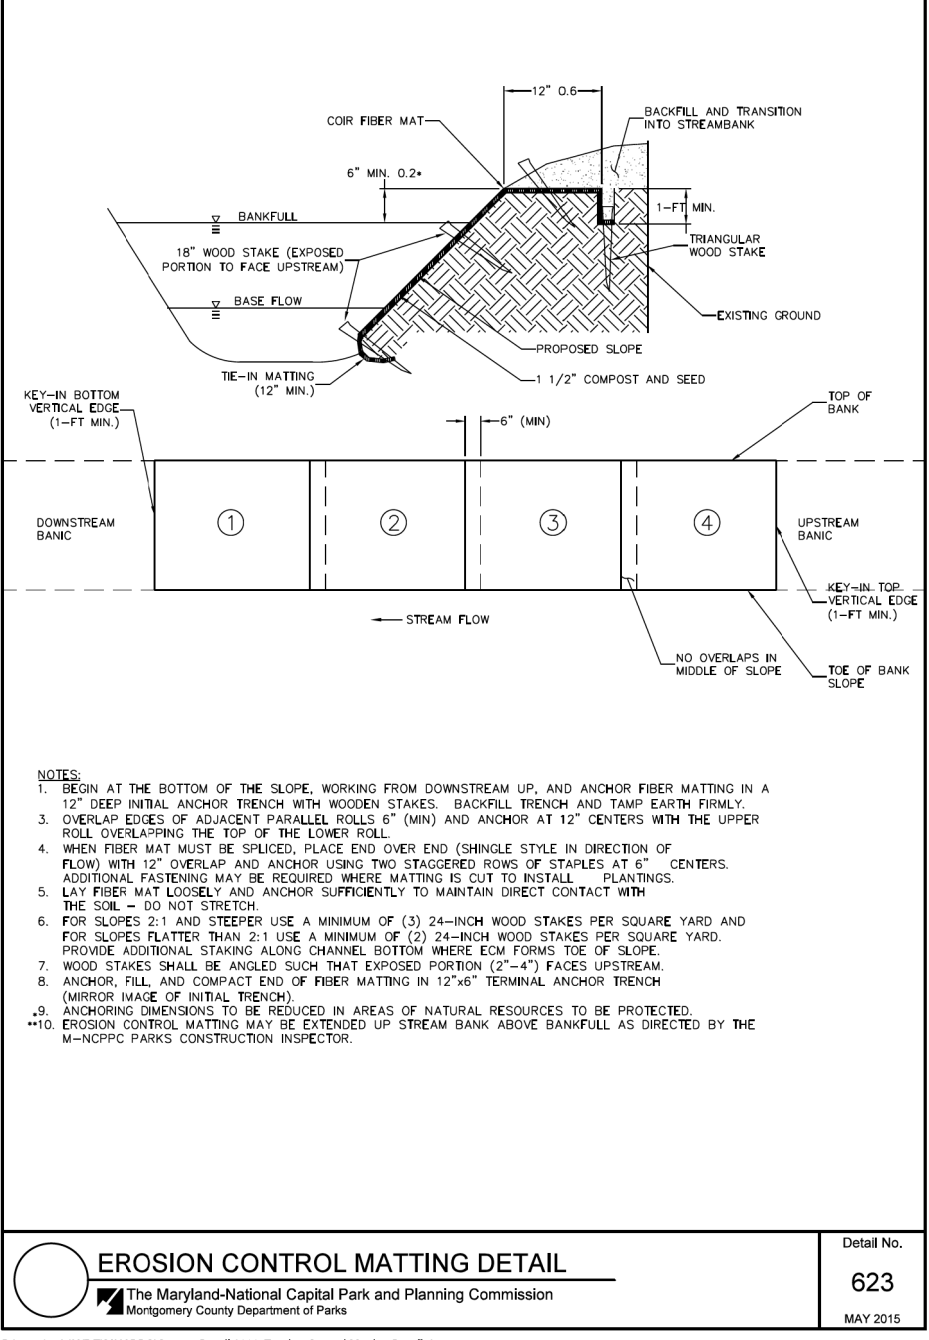 12" 0.6
COIR FIBER MAT
BACKFILL AND TRANSITION
INTO STREAMBANK
6" MIN. 0.2*
1-FT MIN.
BANKFULL
18" WOOD STAKE (EXPOSED
PORTION TO FACE UPSTREAM)
TRIANGULAR
WOOD STAKE
BASE FLOW
EXISTING GROUND
PROPOSED SLOPE
TIE-IN MATTING
(12" MIN.)
1 1/2" COMPOST AND SEED
KEY-IN BOTTOM
VERTICAL EDGE
(1-FT MIN.)
6" (MIN)
TOP OF
BANK
DOWNSTREAM
BANIC
1
2
3
4
UPSTREAM
BANIC
KEY-IN TOP
VERTICAL EDGE
(1-FT MIN.)
STREAM FLOW
NO OVERLAPS IN
MIDDLE OF SLOPE
TOE OF BANK
SLOPE
NOTES:
1. BEGIN AT THE BOTTOM OF THE SLOPE, WORKING FROM DOWNSTREAM UP, AND ANCHOR FIBER MATTING IN A
12" DEEP INITIAL ANCHOR TRENCH WITH WOODEN STAKES. BACKFILL TRENCH AND TAMP EARTH FIRMLY.
3. OVERLAP EDGES OF ADJACENT PARALLEL ROLLS 6" (MIN) AND ANCHOR AT 12" CENTERS WITH THE UPPER
ROLL OVERLAPPING THE TOP OF THE LOWER ROLL.
4. WHEN FIBER MAT MUST BE SPLICED, PLACE END OVER END (SHINGLE STYLE IN DIRECTION OF
FLOW) WITH 12" OVERLAP AND ANCHOR USING TWO STAGGERED ROWS OF STAPLES AT 6" CENTERS.
ADDITIONAL FASTENING MAY BE REQUIRED WHERE MATTING IS CUT TO INSTALL PLANTINGS.
5. LAY FIBER MAT LOOSELY AND ANCHOR SUFFICIENTLY TO MAINTAIN DIRECT CONTACT WITH
THE SOIL - DO NOT STRETCH.
6. FOR SLOPES 2:1 AND STEEPER USE A MINIMUM OF (3) 24-INCH WOOD STAKES PER SQUARE YARD AND
FOR SLOPES FLATTER THAN 2:1 USE A MINIMUM OF (2) 24-INCH WOOD STAKES PER SQUARE YARD.
PROVIDE ADDITIONAL STAKING ALONG CHANNEL BOTTOM WHERE ECM FORMS TOE OF SLOPE.
7. WOOD STAKES SHALL BE ANGLED SUCH THAT EXPOSED PORTION (2"-4") FACES UPSTREAM.
8. ANCHOR, FILL, AND COMPACT END OF FIBER MATTING IN 12"x6" TERMINAL ANCHOR TRENCH
(MIRROR IMAGE OF INITIAL TRENCH).
*9. ANCHORING DIMENSIONS TO BE REDUCED IN AREAS OF NATURAL RESOURCES TO BE PROTECTED.
**10. EROSION CONTROL MATTING MAY BE EXTENDED UP STREAM BANK ABOVE BANKFULL AS DIRECTED BY THE
M-NCPPC PARKS CONSTRUCTION INSPECTOR.
EROSION CONTROL MATTING DETAIL
The Maryland-National Capital Park and Planning Commission
Montgomery County Department of Parks
Detail No.
623
MAY 2015